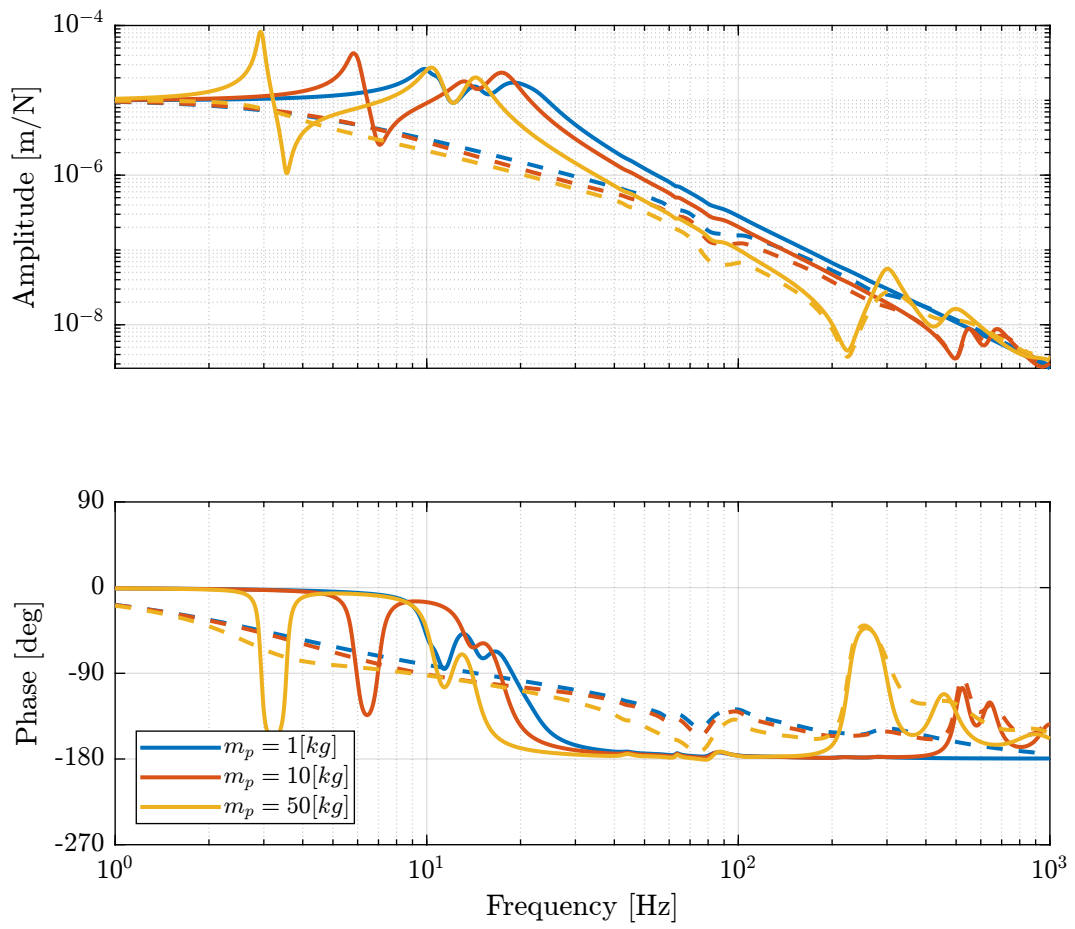 10^-4
10^-6
10^-8
Amplitude [m/N]
90
0
-90
-180
-270
Phase [deg]
m_p = 1[kg]
m_p = 10[kg]
m_p = 50[kg]
10^0
10^1
10^2
10^3
Frequency [Hz]